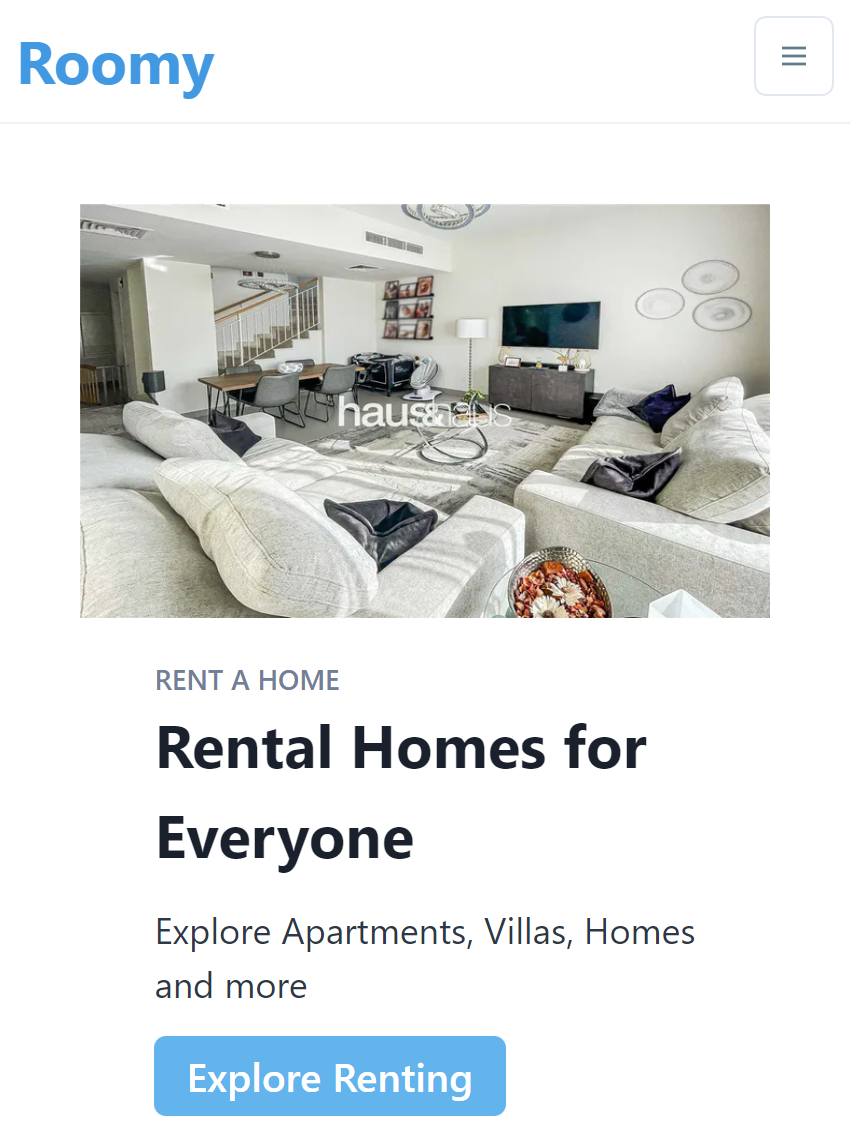 Roomy
haus&haus
RENT A HOME
Rental Homes for
Everyone
Explore Apartments, Villas, Homes
and more
Explore Renting